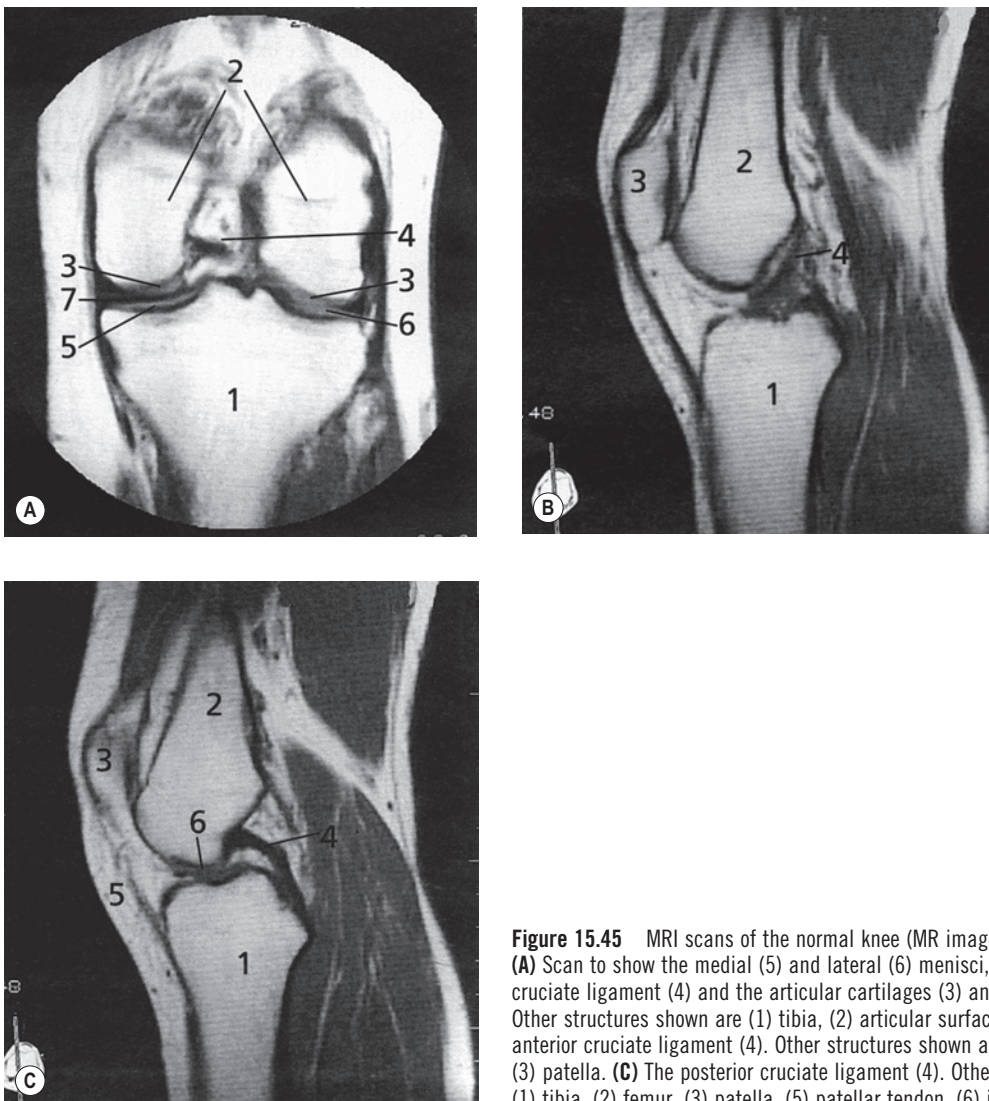 2
4
3
7
5
3
6
1
A
2
3
4
1
48
B
2
3
6
4
5
1
8
C
Figure 15.45 MRI scans of the normal knee (MR imag
(A) Scan to show the medial (5) and lateral (6) menisci,
cruciate ligament (4) and the articular cartilages (3) an
Other structures shown are (1) tibia, (2) articular surfac
anterior cruciate ligament (4). Other structures shown a
(3) patella. (C) The posterior cruciate ligament (4). Othe
(1) tibia, (2) femur, (3) patella, (5) patellar tendon, (6) i